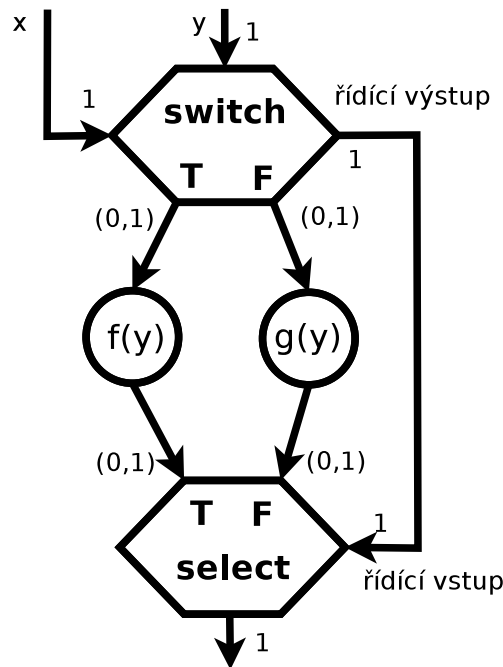 x
y
1
1
switch
řídící výstup
1
T F
(0,1) (0,1)
f(y) g(y)
(0,1) (0,1)
T F
1
select
řídící vstup
1